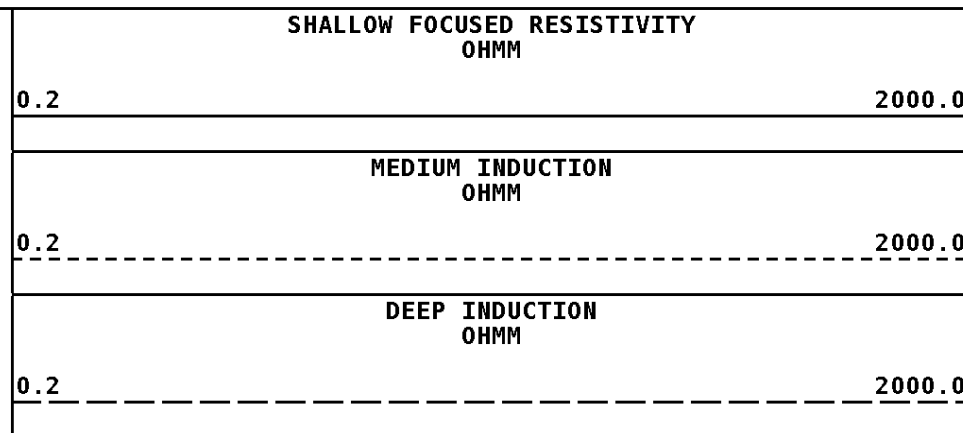 SHALLOW FOCUSED RESISTIVITY
OHMM
0.2 2000.0
MEDIUM INDUCTION
OHMM
0.2 2000.0
DEEP INDUCTION
OHMM
0.2 2000.0